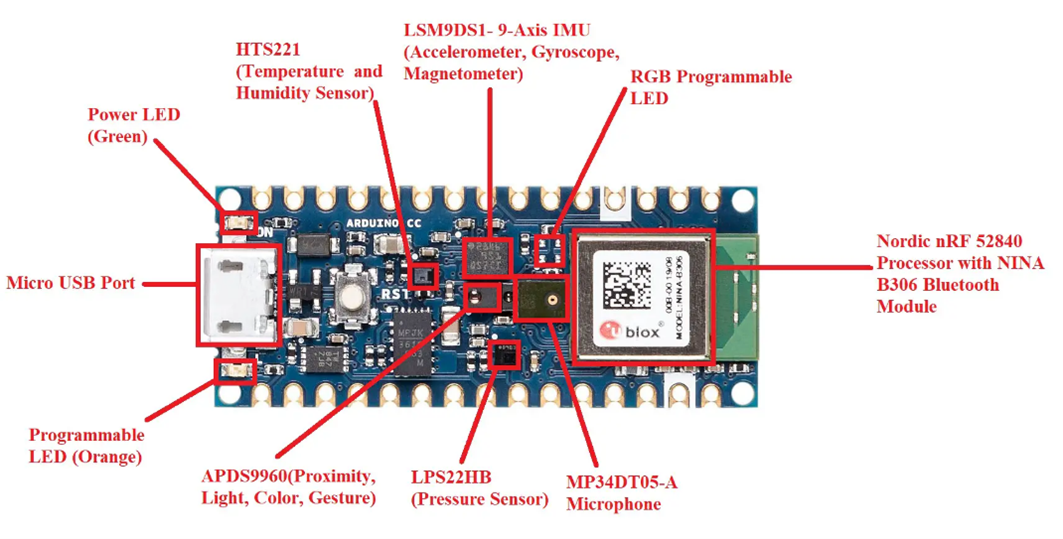 LSM9DS1- 9-Axis IMU
(Accelerometer, Gyroscope,
Magnetometer)
HTS221
(Temperature and
Humidity Sensor)
RGB Programmable
LED
Power LED
(Green)
ARDUINO.CC
ON
Nordic nRF 52840
Processor with NINA
B306 Bluetooth
Module
Micro USB Port
RST
blox
MODEL:NINA-B306
Programmable
LED (Orange)
APDS9960(Proximity,
Light, Color, Gesture)
LPS22HB
(Pressure Sensor)
MP34DT05-A
Microphone